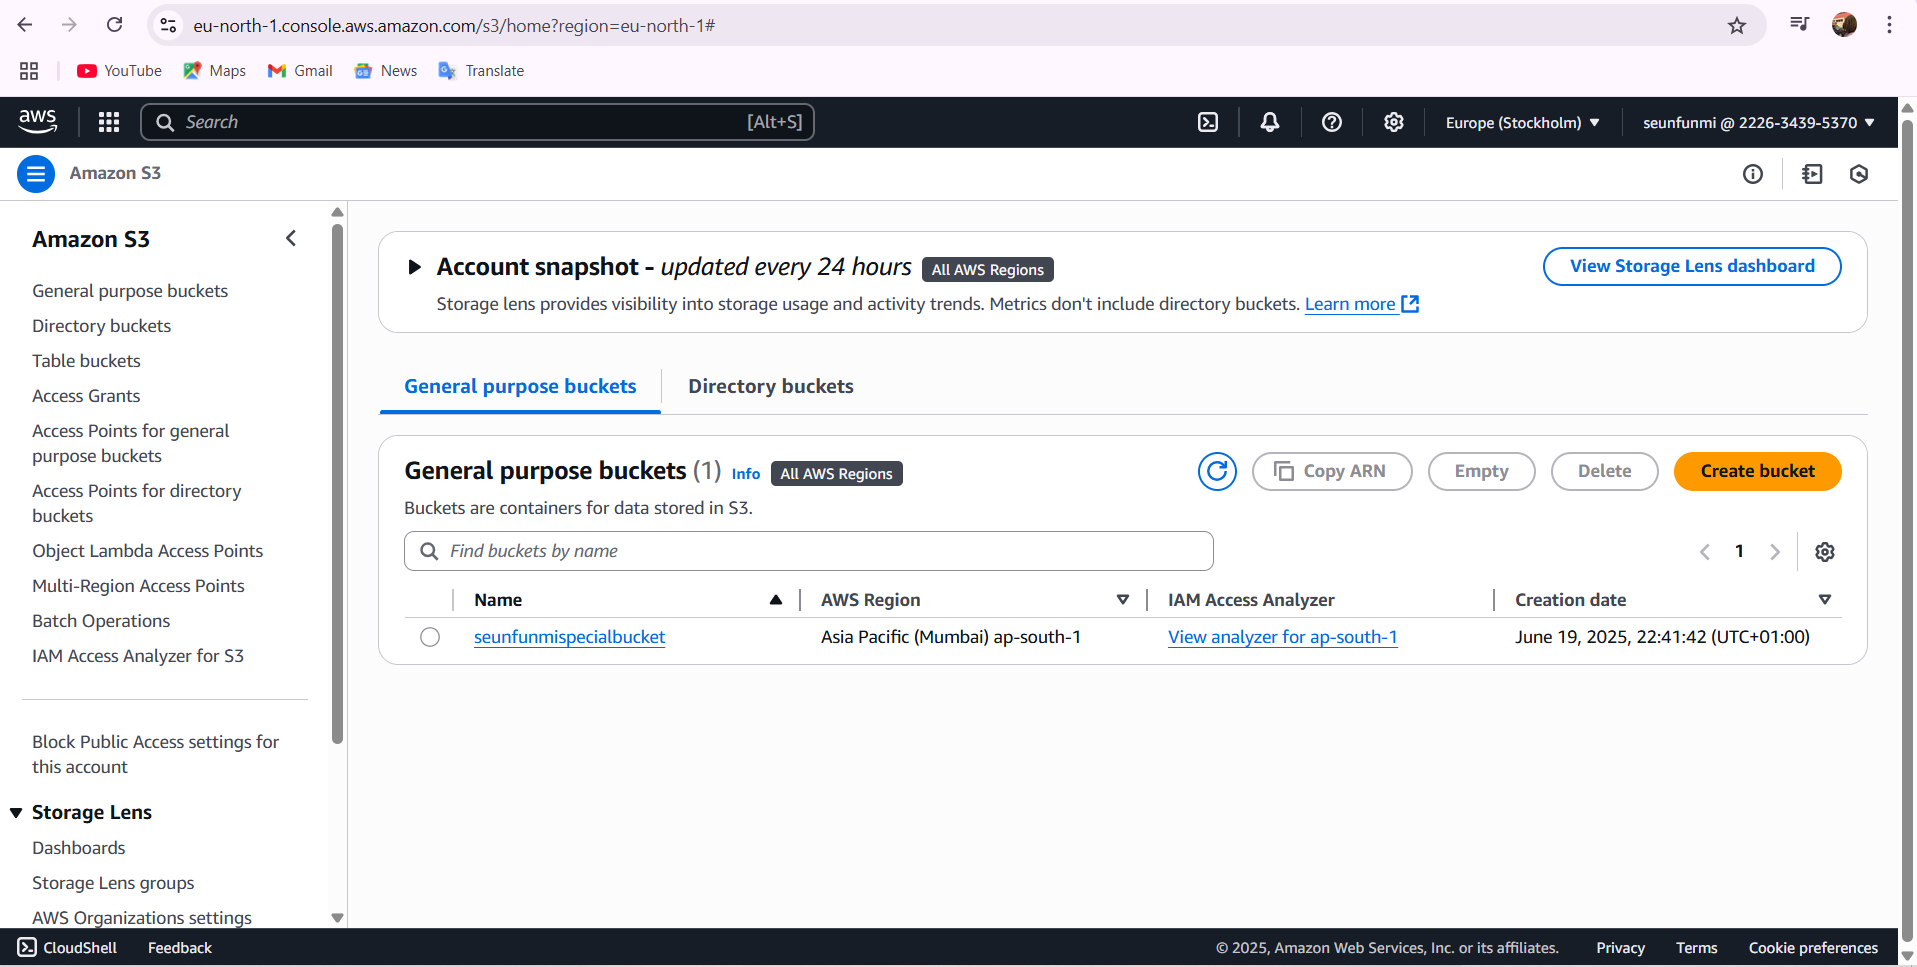 eu-north-1.console.aws.amazon.com/s3/home?region=eu-north-1#
YouTube Maps Gmail News Translate
aws Search [Alt+S] Europe (Stockholm) seunfunmi @ 2226-3439-5370
Amazon S3
Amazon S3
General purpose buckets
Directory buckets
Table buckets
Access Grants
Access Points for general
purpose buckets
Access Points for directory
buckets
Object Lambda Access Points
Multi-Region Access Points
Batch Operations
IAM Access Analyzer for S3
Block Public Access settings for
this account
Storage Lens
Dashboards
Storage Lens groups
AWS Organizations settings
Account snapshot - updated every 24 hours All AWS Regions
View Storage Lens dashboard
Storage lens provides visibility into storage usage and activity trends. Metrics don't include directory buckets. Learn more
General purpose buckets Directory buckets
General purpose buckets (1) Info All AWS Regions
Copy ARN Empty Delete Create bucket
Buckets are containers for data stored in S3.
Find buckets by name
1
Name AWS Region IAM Access Analyzer Creation date
seunfunmispecialbucket Asia Pacific (Mumbai) ap-south-1 View analyzer for ap-south-1 June 19, 2025, 22:41:42 (UTC+01:00)
CloudShell Feedback © 2025, Amazon Web Services, Inc. or its affiliates. Privacy Terms Cookie preferences